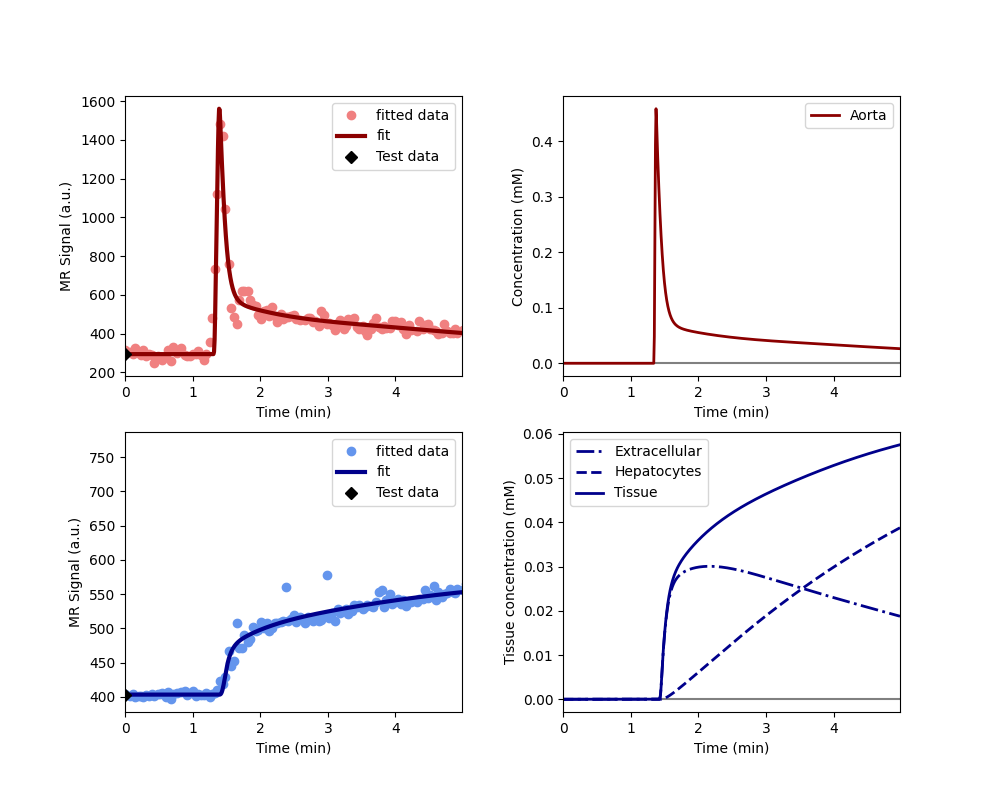 1600
1400
1200
1000
800
600
400
200
MR Signal (a.u.)
fitted data
fit
Test data
0 1 2 3 4
Time (min)
0.4
0.3
0.2
0.1
0.0
Concentration (mM)
Aorta
0 1 2 3 4
Time (min)
750
700
650
600
550
500
450
400
MR Signal (a.u.)
fitted data
fit
Test data
0 1 2 3 4
Time (min)
0.06
0.05
0.04
0.03
0.02
0.01
0.00
Tissue concentration (mM)
Extracellular
Hepatocytes
Tissue
0 1 2 3 4
Time (min)